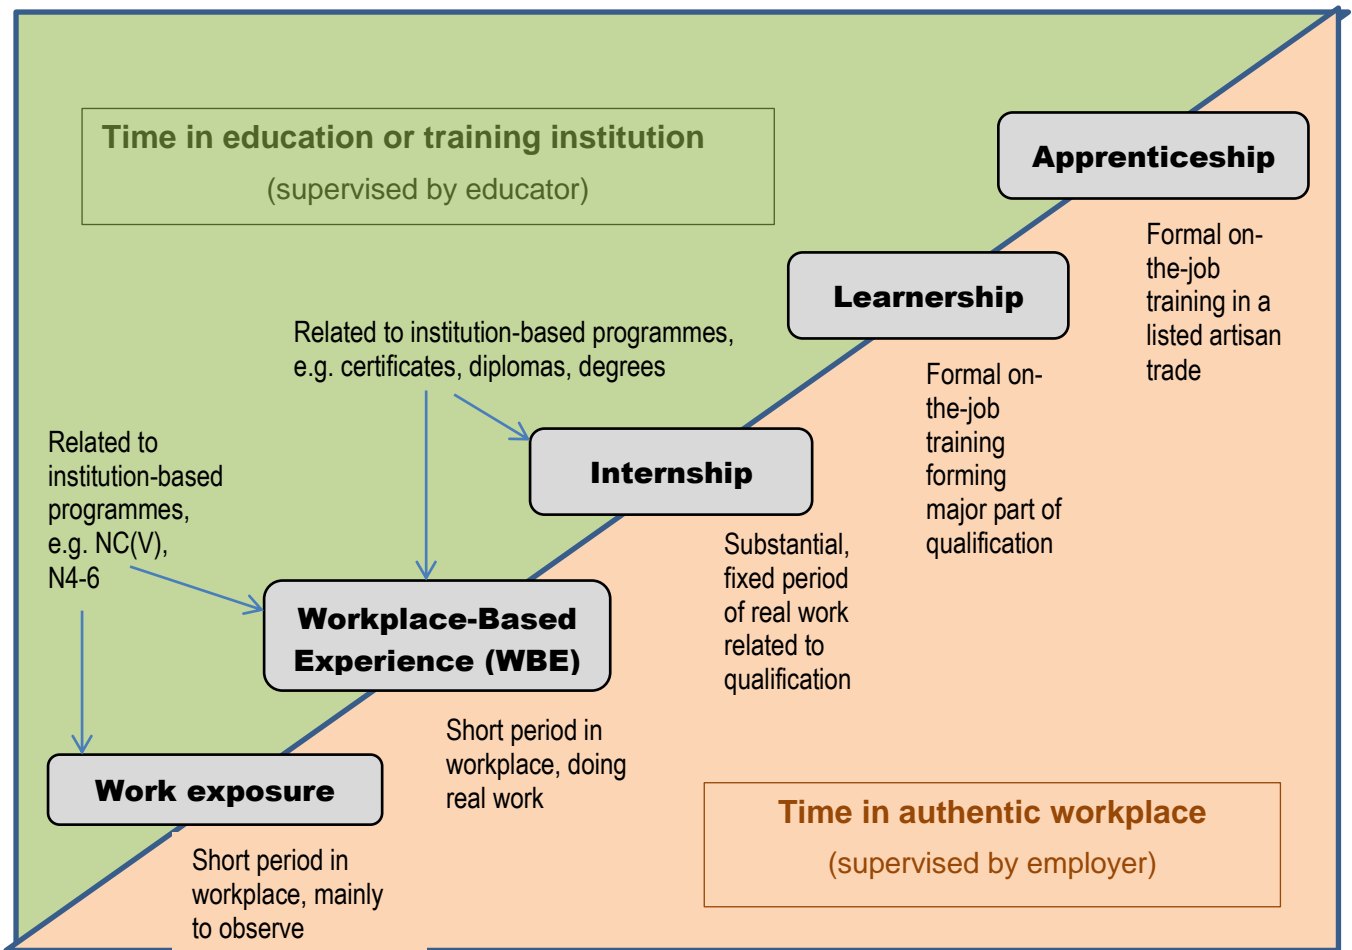 Time in education or training institution
(supervised by educator)
Apprenticeship
Formal on-
the-job
training in a
listed artisan
trade
Learnership
Formal on-
the-job
training
forming
major part of
qualification
Related to institution-based programmes,
e.g. certificates, diplomas, degrees
Internship
Substantial,
fixed period
of real work
related to
qualification
Related to
institution-based
programmes,
e.g. NC(V),
N4-6
Workplace-Based
Experience (WBE)
Short period in
workplace, doing
real work
Work exposure
Short period in
workplace, mainly
to observe
Time in authentic workplace
(supervised by employer)